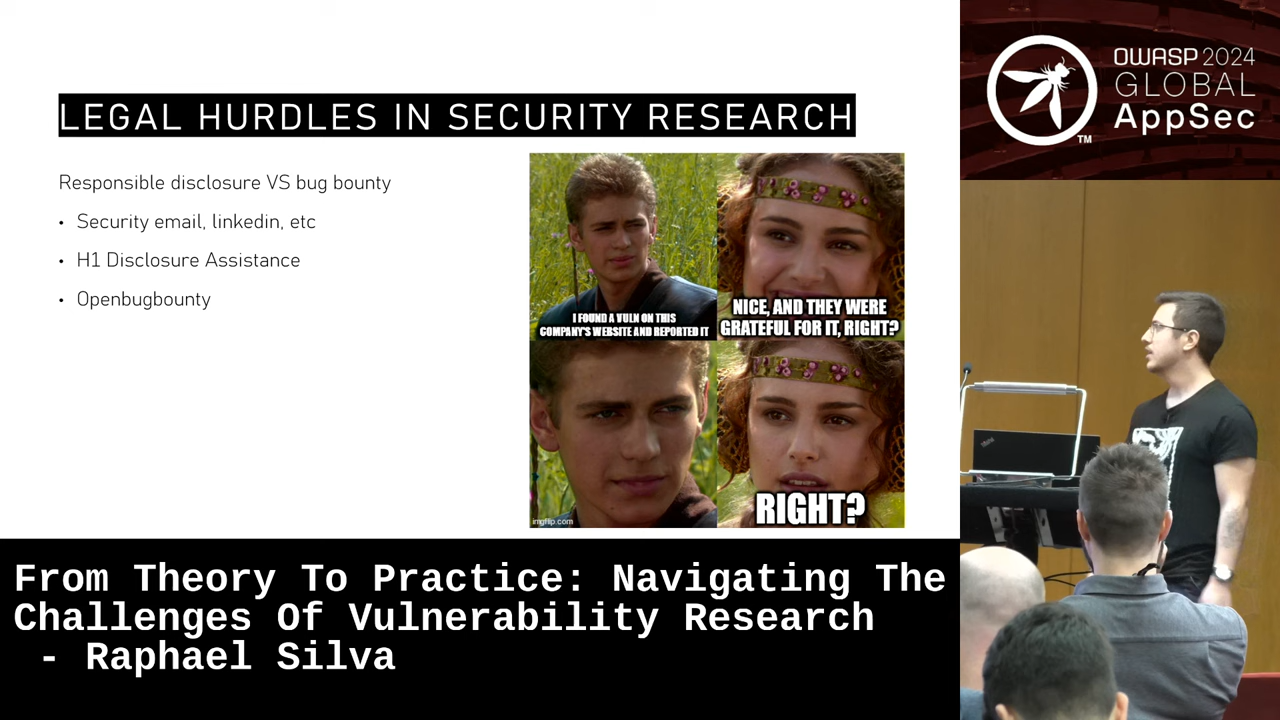 LEGAL HURDLES IN SECURITY RESEARCH
Responsible disclosure VS bug bounty
• Security email, linkedin, etc
• H1 Disclosure Assistance
• Openbugbounty
I FOUND A VULN ON THIS
COMPANY'S WEBSITE AND REPORTED IT
NICE, AND THEY WERE
GRATEFUL FOR IT, RIGHT?
RIGHT?
imgflip.com
OWASP 2024
GLOBAL
AppSec
TM
From Theory To Practice: Navigating The
Challenges Of Vulnerability Research
- Raphael Silva